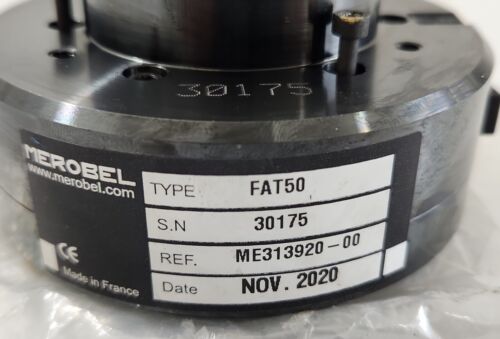 30175
MEROBEL
www.merobel.com
TYPE FAT50
S.N 30175
REF. ME313920-00
CE
Made in France
Date NOV. 2020